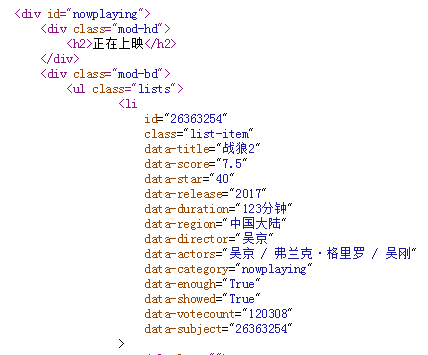 <div id="nowplaying">
<div class="mod-hd">
<h2>正在上映</h2>
</div>
<div class="mod-bd">
<ul class="lists">
<li
id="26363254"
class="list-item"
data-title="战狼2"
data-score="7.5"
data-star="40"
data-release="2017"
data-duration="123分钟"
data-region="中国大陆"
data-director="吴京"
data-actors="吴京 / 弗兰克·格里罗 / 吴刚"
data-category="nowplaying"
data-enough="True"
data-showed="True"
data-votecount="120308"
data-subject="26363254"
>